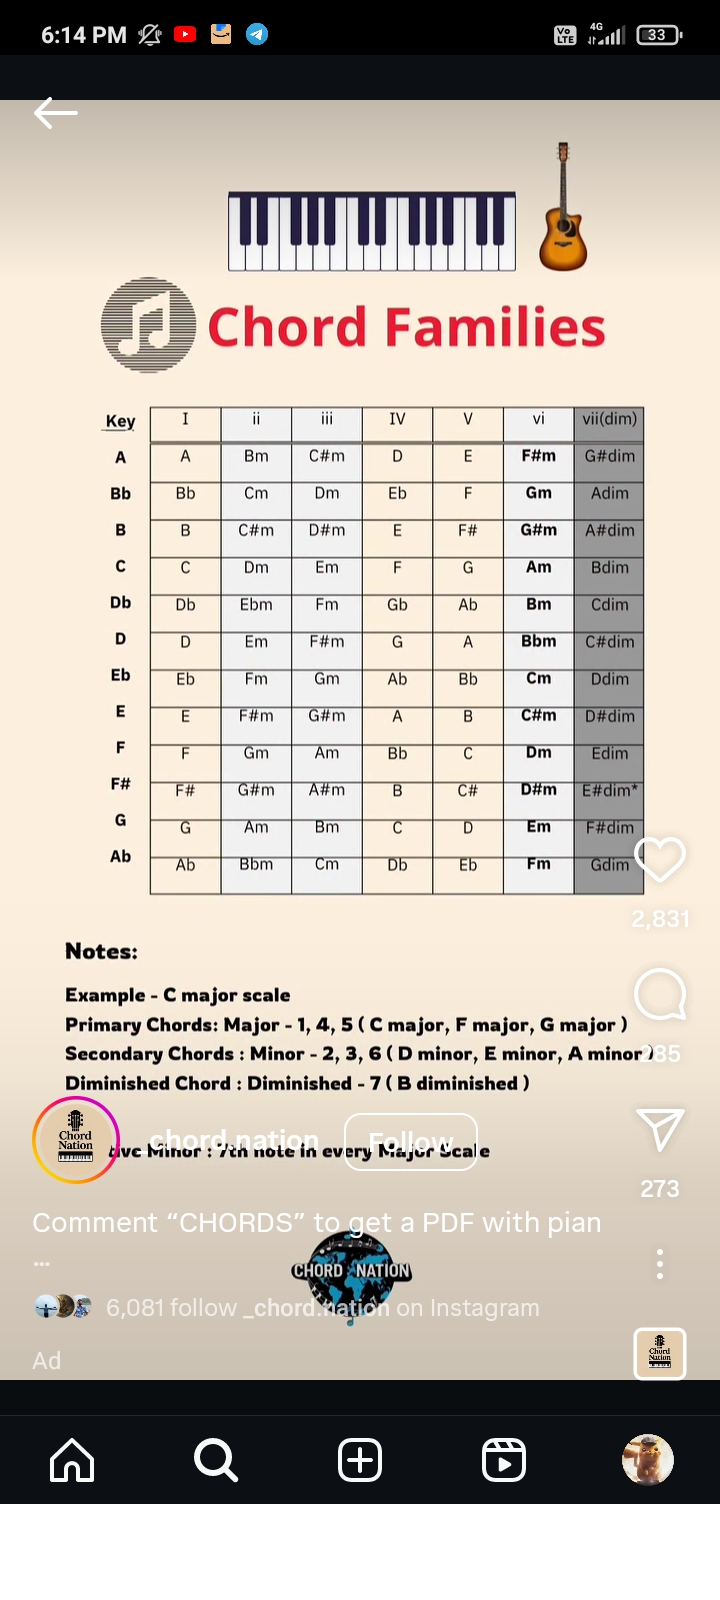 6:14 PM
Vo LTE 4G 33
Chord Families
Key I ii iii IV V vi vii(dim)
A A Bm C#m D E F#m G#dim
Bb Bb Cm Dm Eb F Gm Adim
B B C#m D#m E F# G#m A#dim
C C Dm Em F G Am Bdim
Db Db Ebm Fm Gb Ab Bm Cdim
D D Em F#m G A Bbm C#dim
Eb Eb Fm Gm Ab Bb Cm Ddim
E E F#m G#m A B C#m D#dim
F F Gm Am Bb C Dm Edim
F# F# G#m A#m B C# D#m E#dim*
G G Am Bm C D Em F#dim
Ab Ab Bbm Cm Db Eb Fm Gdim
2,831
Notes:
Example - C major scale
Primary Chords: Major - 1, 4, 5 ( C major, F major, G major )
Secondary Chords : Minor - 2, 3, 6 ( D minor, E minor, A minor )
285
Diminished Chord : Diminished - 7 ( B diminished )
Chord Nation
_chord.nation Follow
Minor : 7th note in every Major Scale
273
Comment “CHORDS” to get a PDF with pian
...
CHORD NATION
6,081 follow _chord.nation on Instagram
Ad
Chord Nation